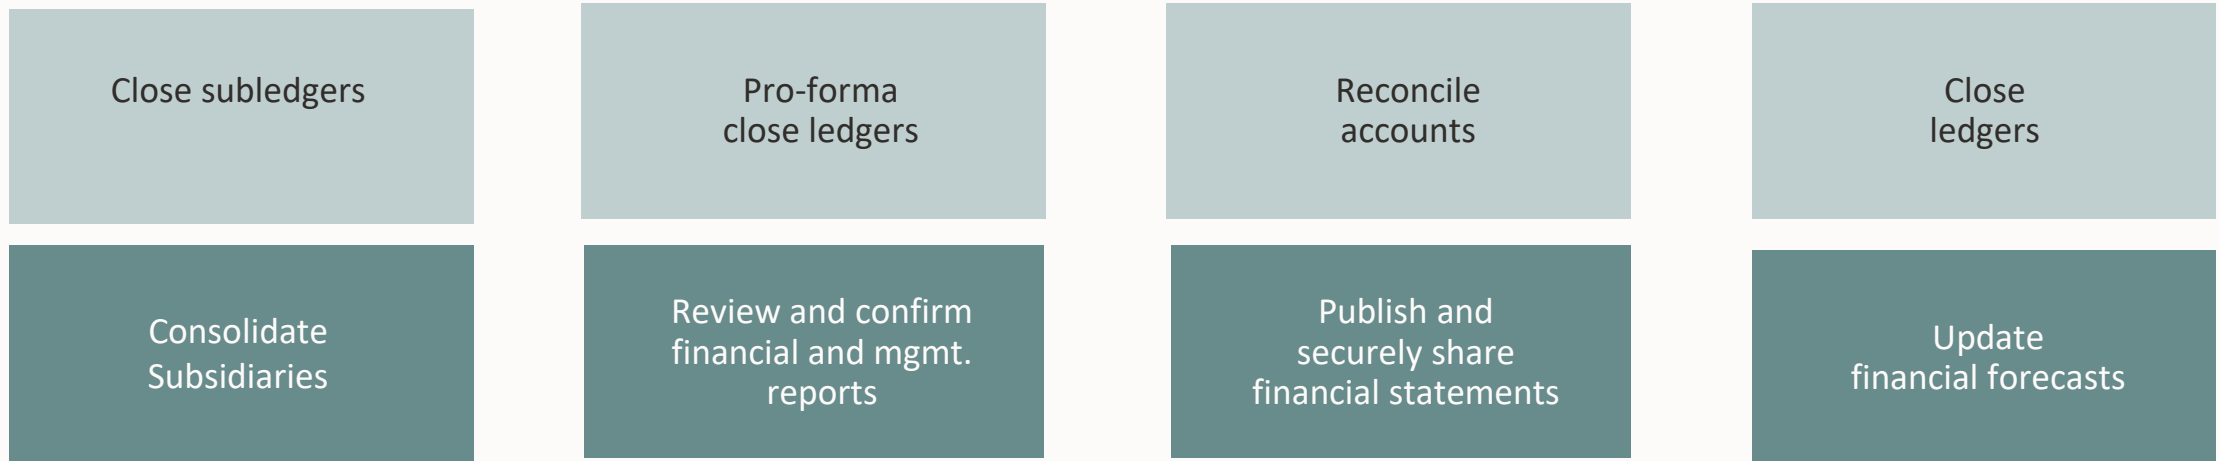 Close subledgers
Pro-forma
close ledgers
Reconcile
accounts
Close
ledgers
Consolidate
Subsidiaries
Review and confirm
financial and mgmt.
reports
Publish and
securely share
financial statements
Update
financial forecasts